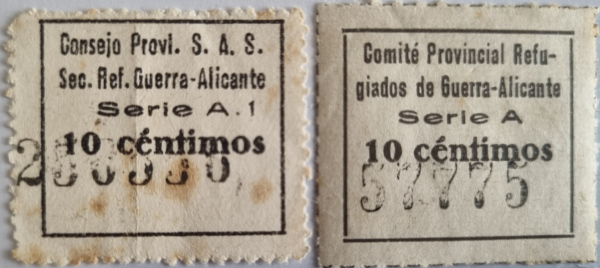 Consejo Provl. S. A. S.
Sec. Ref. Guerra-Alicante
Serie A.1
10 céntimos
Comité Provincial Refu-
giados de Guerra-Alicante
Serie A
10 céntimos
57775